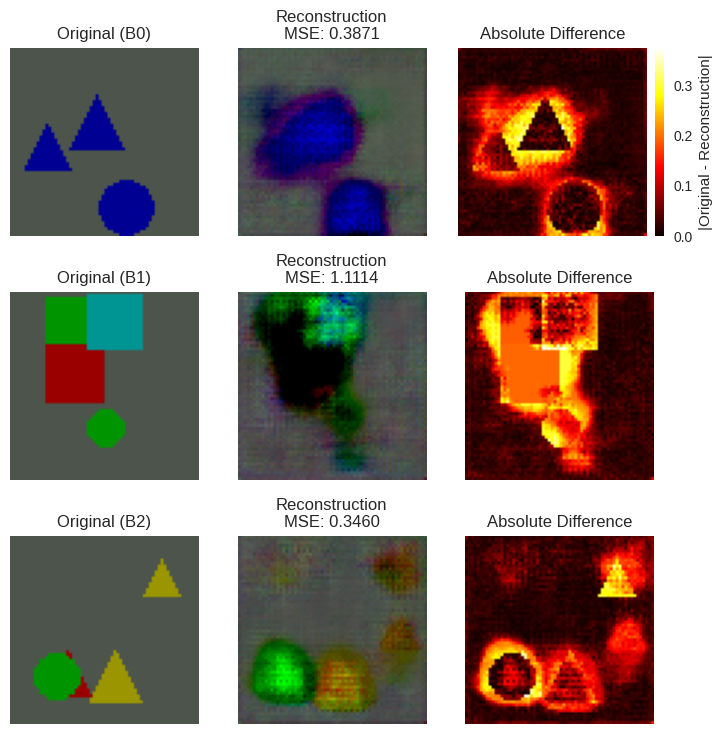 Original (B0)
Reconstruction
MSE: 0.3871
Absolute Difference
0.3
0.2
0.1
0.0
|Original - Reconstruction|
Original (B1)
Reconstruction
MSE: 1.1114
Absolute Difference
Original (B2)
Reconstruction
MSE: 0.3460
Absolute Difference